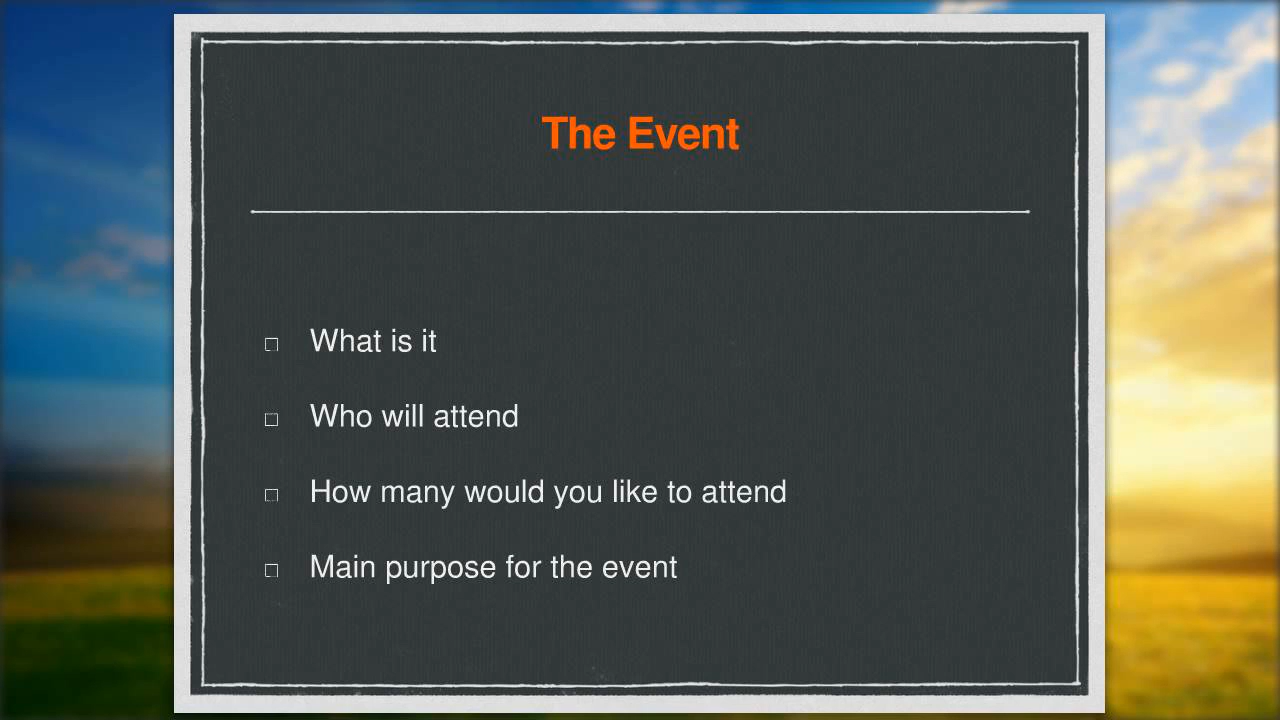 The Event
What is it
Who will attend
How many would you like to attend
Main purpose for the event